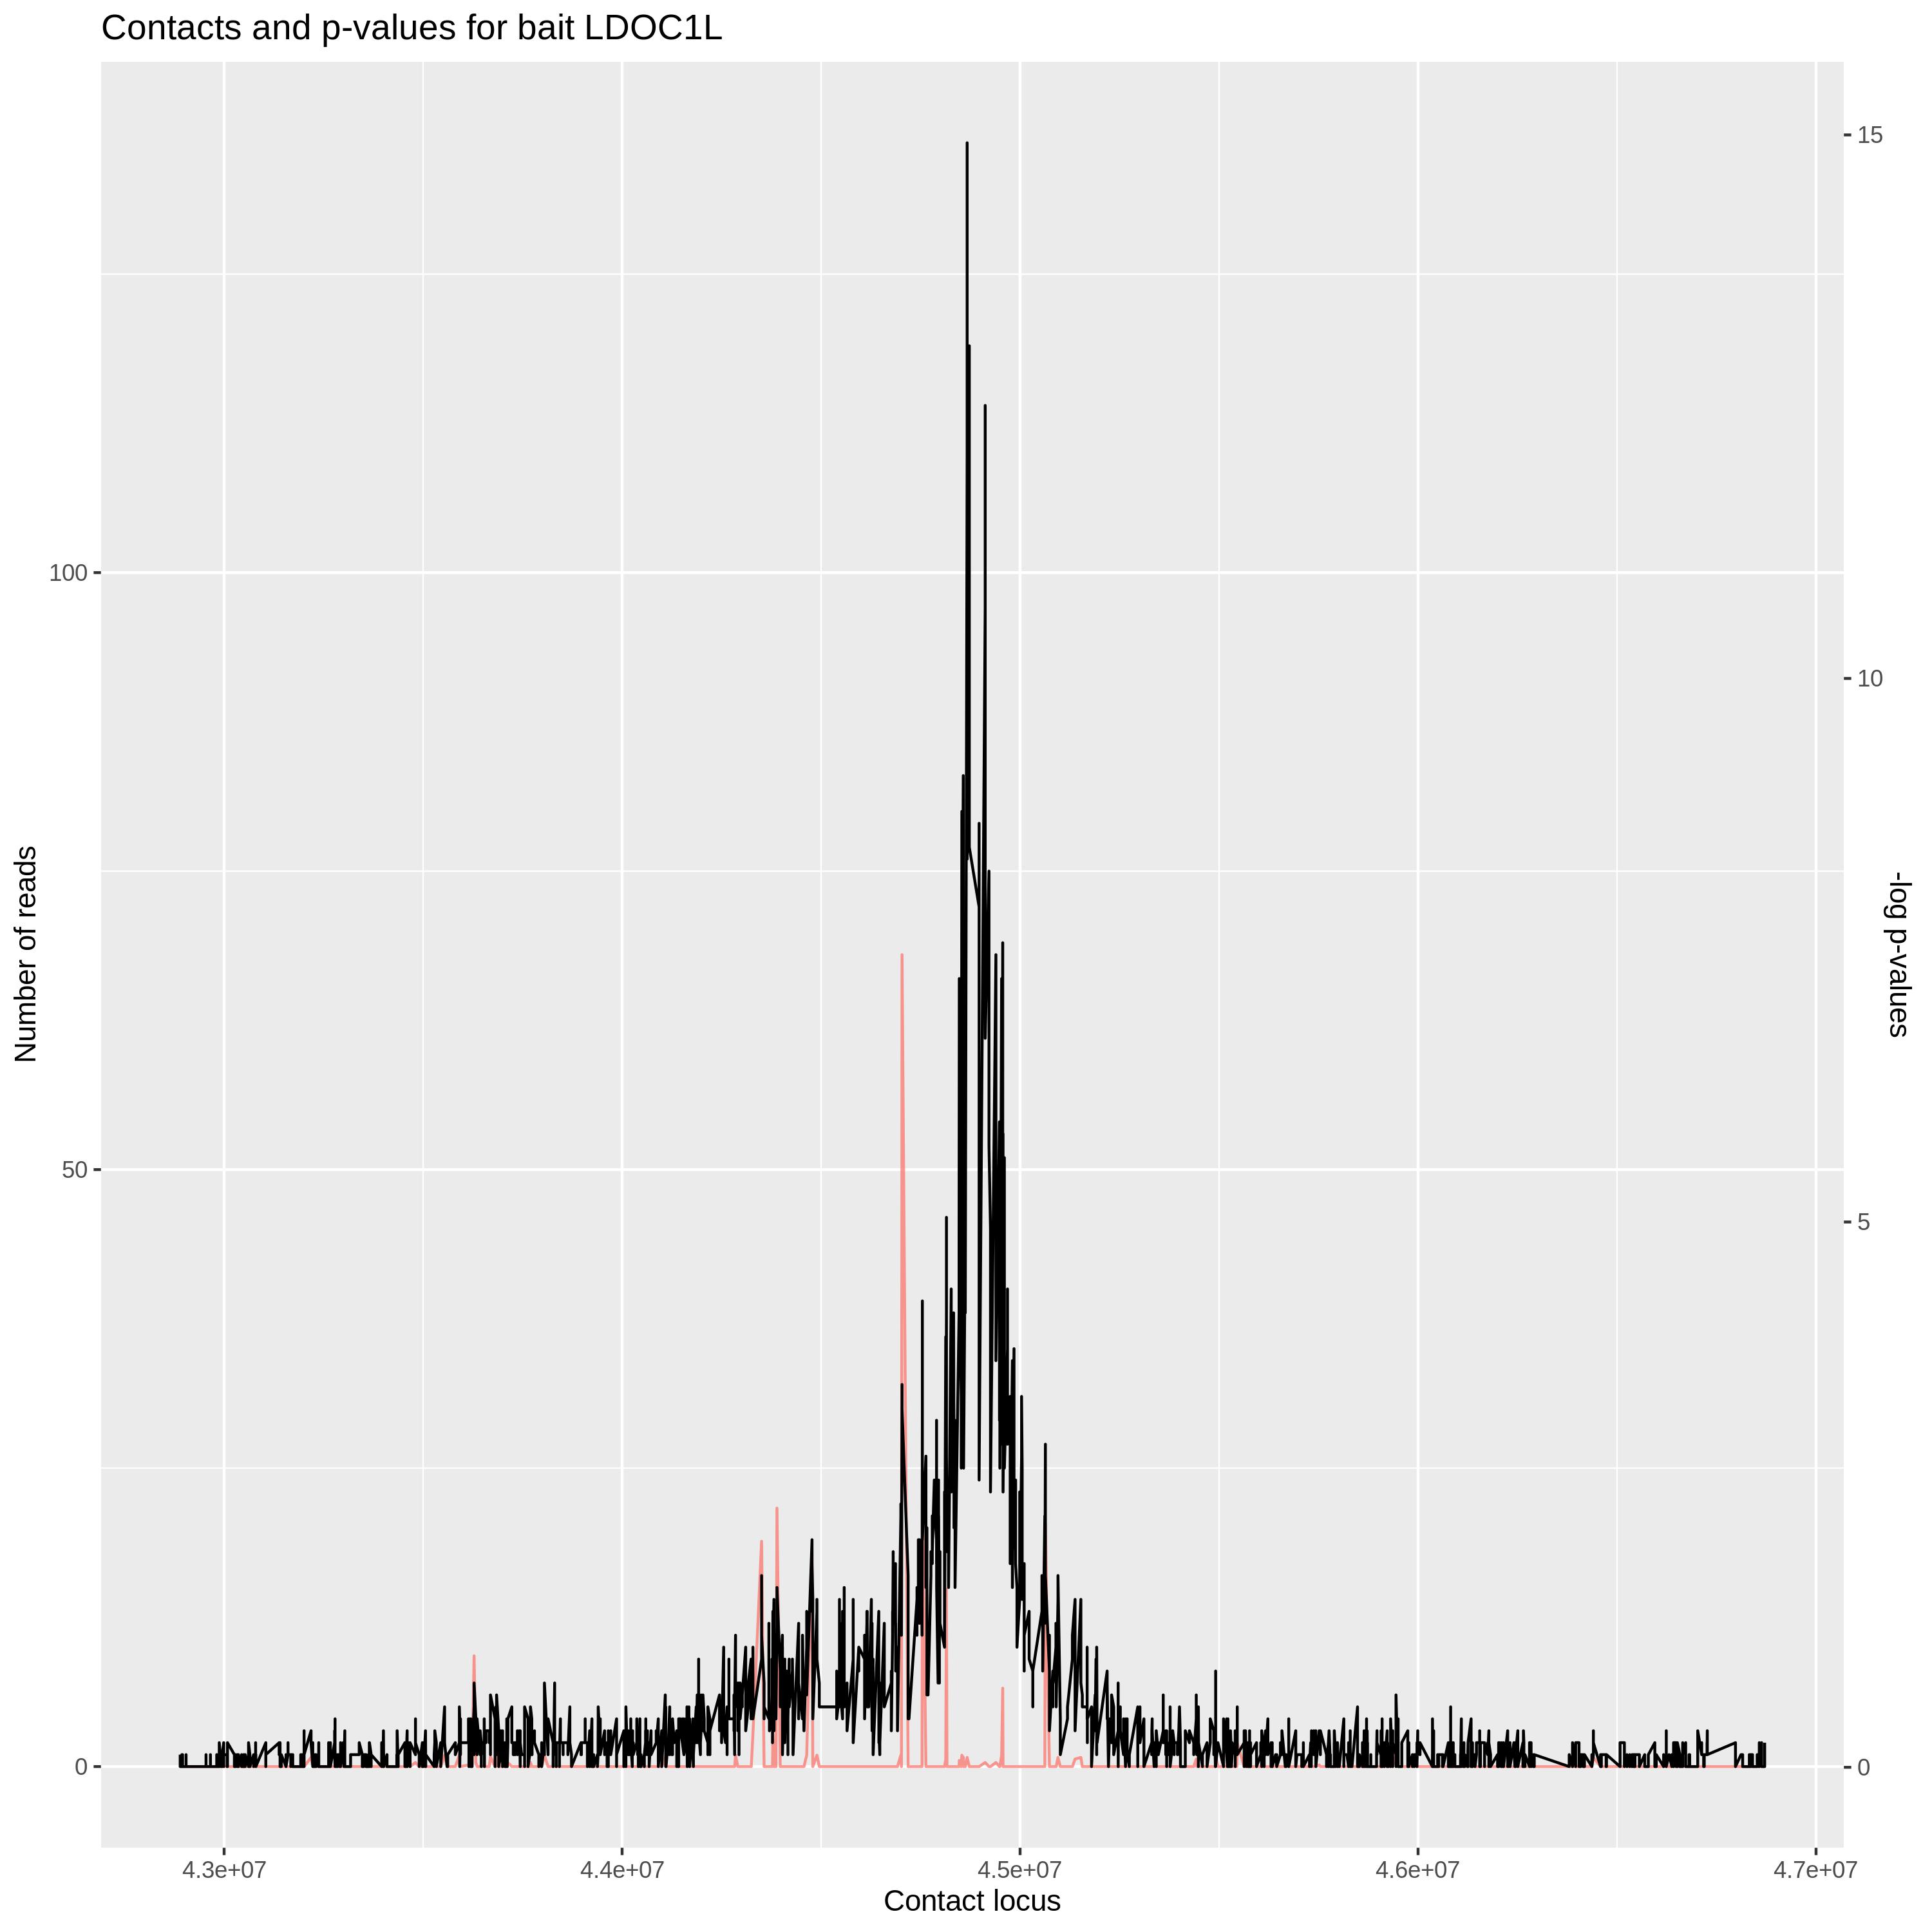 Contacts and p-values for bait LDOC1L
Number of reads
100
50
0
15
10
5
0
-log p-values
4.3e+07
4.4e+07
4.5e+07
4.6e+07
4.7e+07
Contact locus